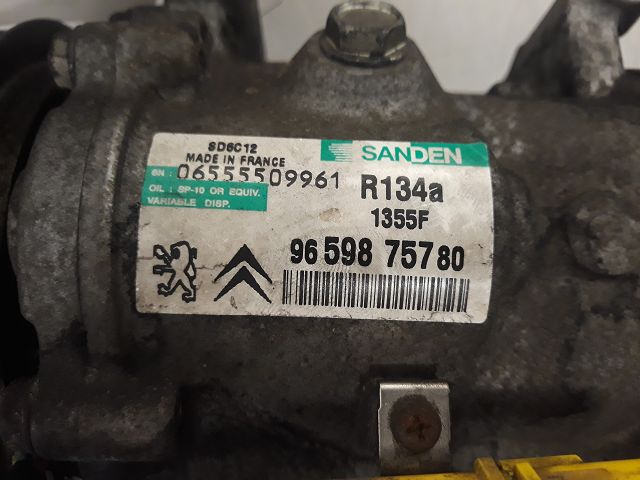 SD6C12
MADE IN FRANCE
SANDEN
SN : 06555509961
OIL : SP-10 OR EQUIV.
VARIABLE DISP.
R134a
1355F
96 598 757 80